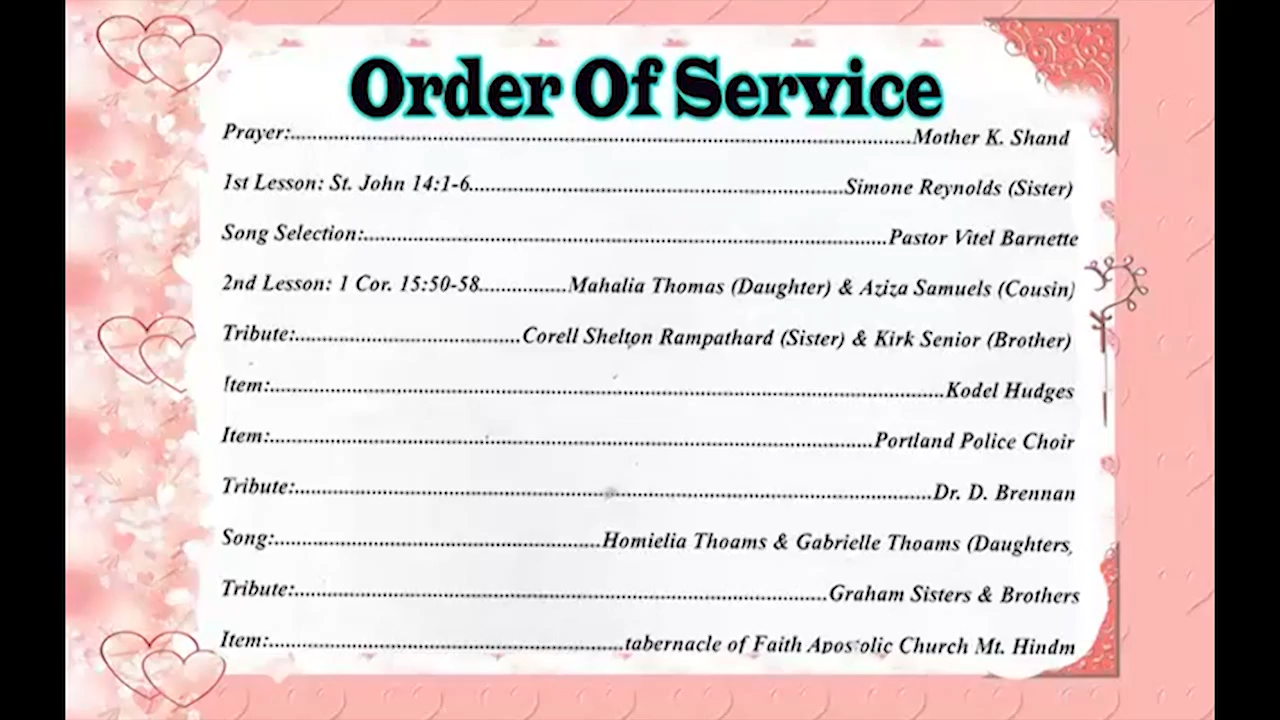 Order Of Service
Prayer:..........Mother K. Shand
1st Lesson: St. John 14:1-6..........Simone Reynolds (Sister)
Song Selection:..........Pastor Vitel Barnette
2nd Lesson: 1 Cor. 15:50-58..........Mahalia Thomas (Daughter) & Aziza Samuels (Cousin)
Tribute:..........Corell Shelton Rampathard (Sister) & Kirk Senior (Brother)
Item:..........Kodel Hudges
Item:..........Portland Police Choir
Tribute:..........Dr. D. Brennan
Song:..........Homielia Thoams & Gabrielle Thoams (Daughters,
Tribute:..........Graham Sisters & Brothers
Item:..........tabernacle of Faith Apostolic Church Mt. Hindm